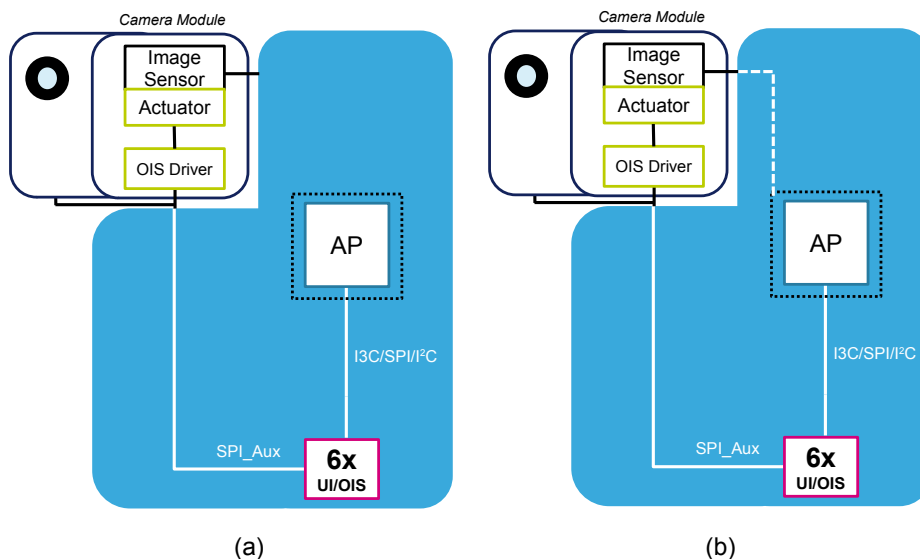 Camera Module
Image
Sensor
Actuator
OIS Driver
AP
I3C/SPI/I²C
SPI_Aux
6x
UI/OIS
(a)
Camera Module
Image
Sensor
Actuator
OIS Driver
AP
I3C/SPI/I²C
SPI_Aux
6x
UI/OIS
(b)